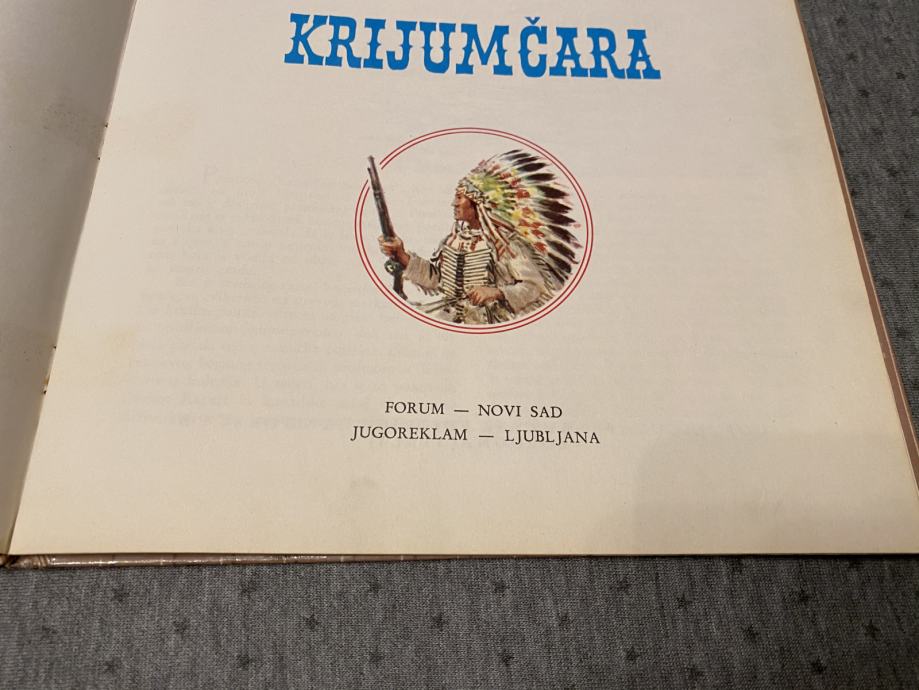 KRIJUMČARA
FORUM — NOVI SAD
JUGOREKLAM — LJUBLJANA